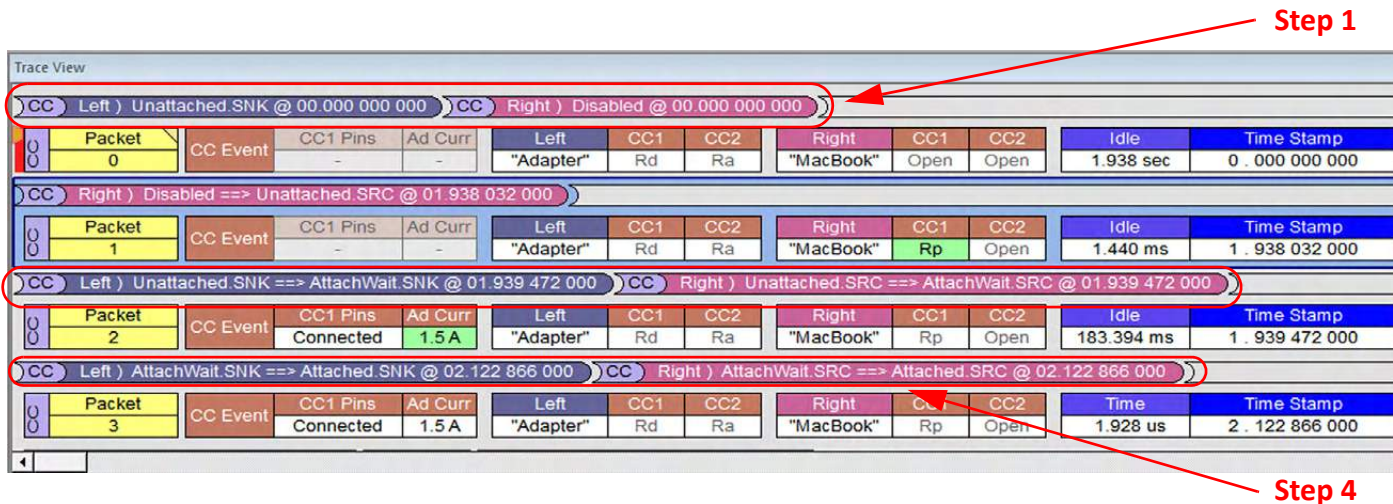 Step 1
Trace View
CC Left ) Unattached.SNK @ 00.000 000 000 CC Right ) Disabled @ 00.000 000 000
CC Packet CC Event CC1 Pins Ad Curr Left CC1 CC2 Right CC1 CC2 Idle Time Stamp
0 - - "Adapter" Rd Ra "MacBook" Open Open 1.938 sec 0 . 000 000 000
CC Right ) Disabled ==> Unattached.SRC @ 01.938 032 000
CC Packet CC Event CC1 Pins Ad Curr Left CC1 CC2 Right CC1 CC2 Idle Time Stamp
1 - - "Adapter" Rd Ra "MacBook" Rp Open 1.440 ms 1 . 938 032 000
CC Left ) Unattached.SNK ==> AttachWait.SNK @ 01.939 472 000 CC Right ) Unattached.SRC ==> AttachWait.SRC @ 01.939 472 000
CC Packet CC Event CC1 Pins Ad Curr Left CC1 CC2 Right CC1 CC2 Idle Time Stamp
2 Connected 1.5 A "Adapter" Rd Ra "MacBook" Rp Open 183.394 ms 1 . 939 472 000
CC Left ) AttachWait.SNK ==> Attached.SNK @ 02.122 866 000 CC Right ) AttachWait.SRC ==> Attached.SRC @ 02.122 866 000
CC Packet CC Event CC1 Pins Ad Curr Left CC1 CC2 Right CC1 CC2 Time Time Stamp
3 Connected 1.5 A "Adapter" Rd Ra "MacBook" Rp Open 1.928 us 2 . 122 866 000
Step 4